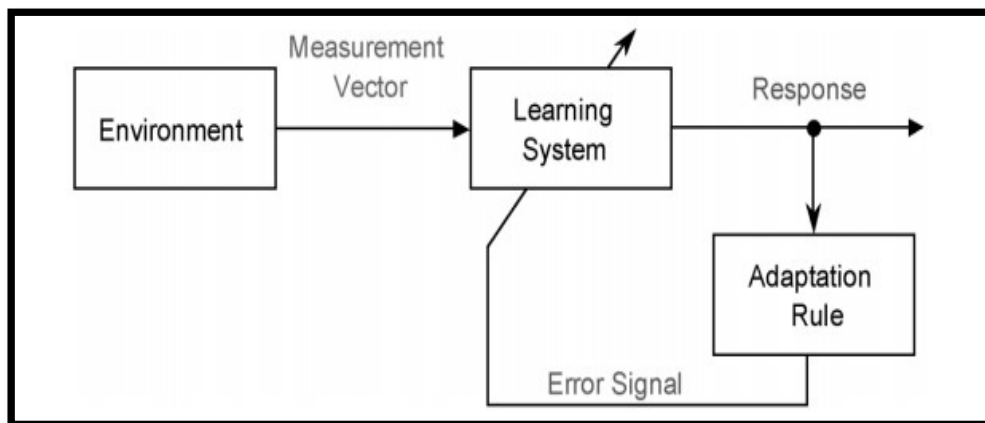 Environment
Measurement
Vector
Learning
System
Response
Adaptation
Rule
Error Signal